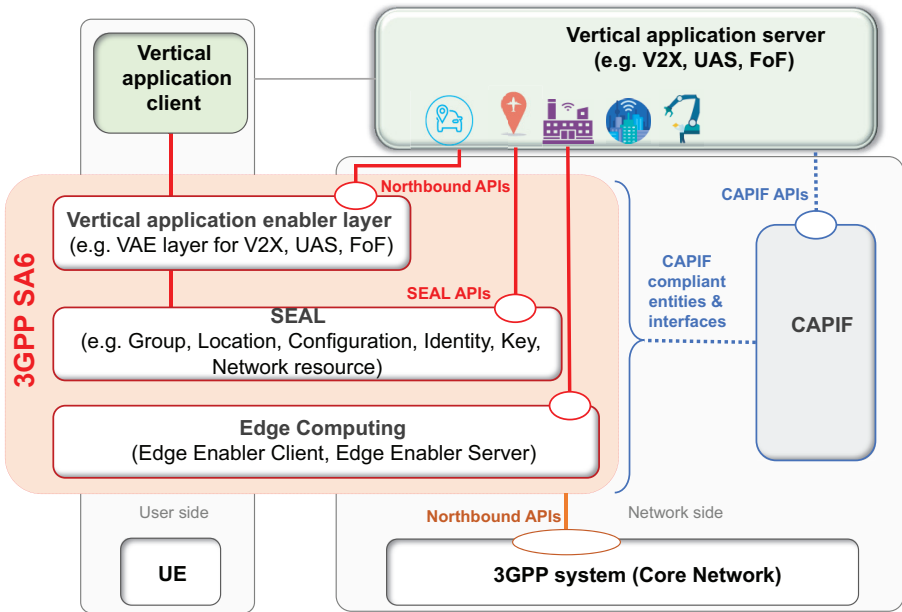 Vertical
application
client
Vertical application server
(e.g. V2X, UAS, FoF)
Northbound APIs
CAPIF APIs
3GPP SA6
Vertical application enabler layer
(e.g. VAE layer for V2X, UAS, FoF)
CAPIF
compliant
entities &
interfaces
SEAL APIs
SEAL
(e.g. Group, Location, Configuration, Identity, Key,
Network resource)
CAPIF
Edge Computing
(Edge Enabler Client, Edge Enabler Server)
User side
Northbound APIs
Network side
UE
3GPP system (Core Network)